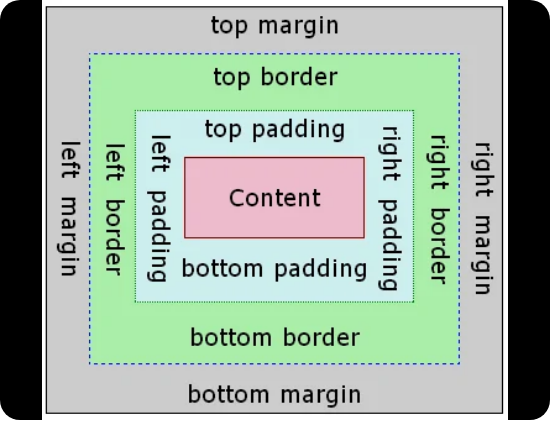 top margin
top border
top padding
left margin
left border
left padding
Content
right padding
right border
right margin
bottom padding
bottom border
bottom margin